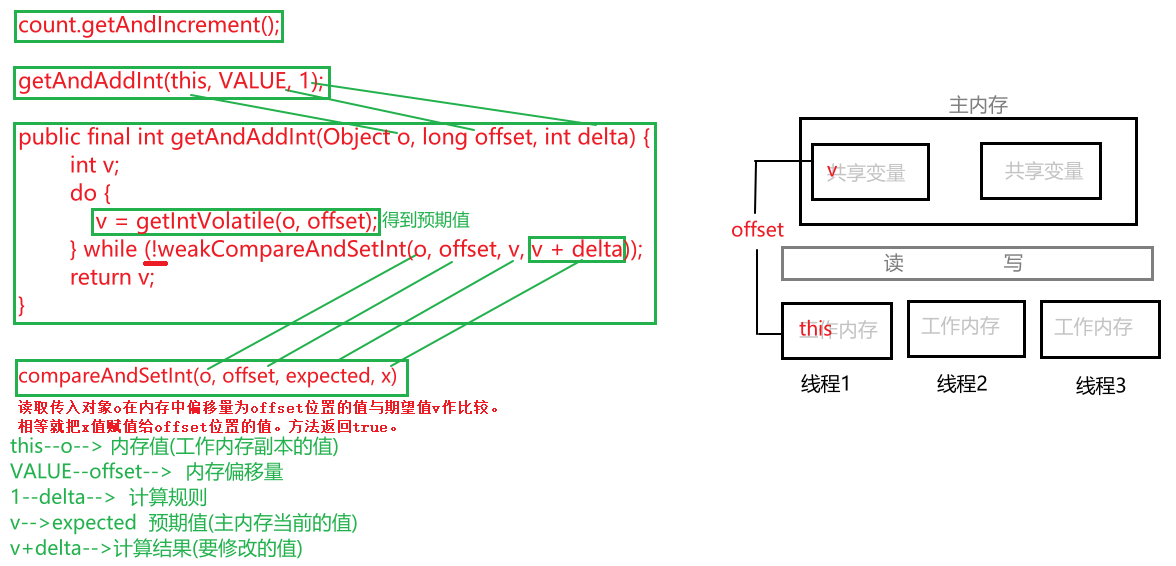 count.getAndIncrement();
getAndAddInt(this, VALUE, 1);
public final int getAndAddInt(Object o, long offset, int delta) {
int v;
do {
v = getIntVolatile(o, offset); 得到预期值
} while (!weakCompareAndSetInt(o, offset, v, v + delta));
return v;
}
compareAndSetInt(o, offset, expected, x)
读取传入对象o在内存中偏移量为offset位置的值与期望值v作比较。
相等就把x值赋值给offset位置的值。方法返回true。
this--o--> 内存值(工作内存副本的值)
VALUE--offset--> 内存偏移量
1--delta--> 计算规则
v-->expected 预期值(主内存当前的值)
v+delta-->计算结果(要修改的值)
主内存
v 共享变量 共享变量
offset
读 写
this 工作内存 工作内存 工作内存
线程1 线程2 线程3